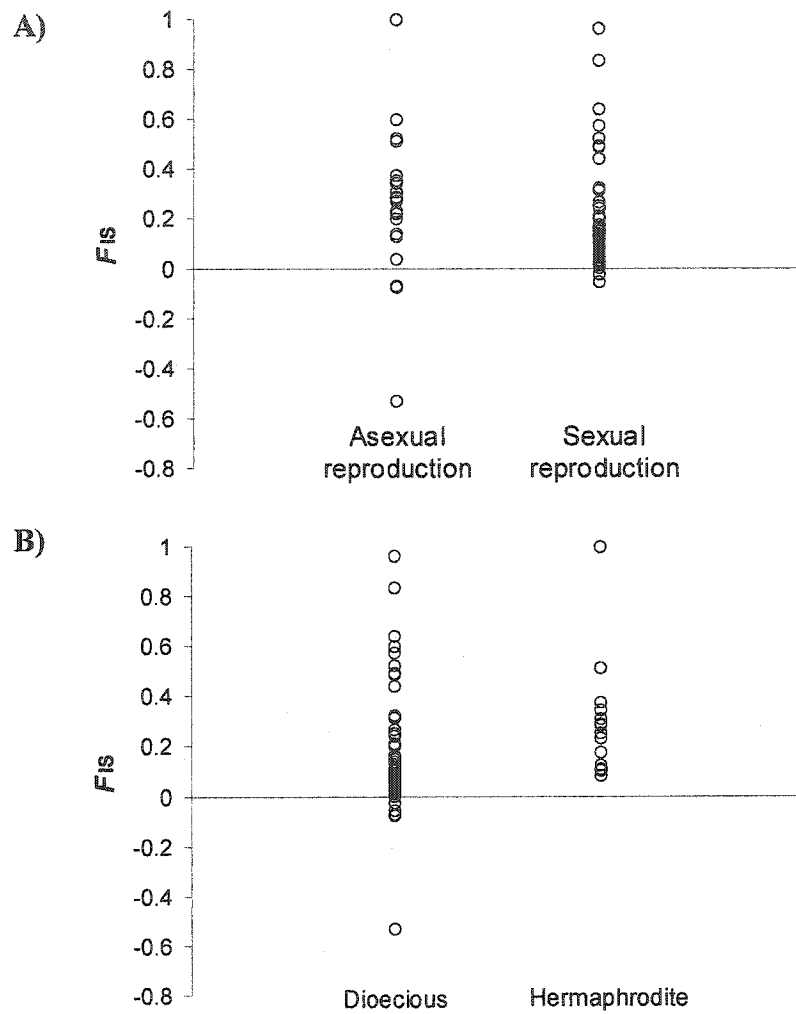 A)
1
0.8
0.6
0.4
0.2
0
-0.2
-0.4
-0.6
-0.8
FIS
Asexual reproduction
Sexual reproduction
B)
1
0.8
0.6
0.4
0.2
0
-0.2
-0.4
-0.6
-0.8
FIS
Dioecious
Hermaphrodite